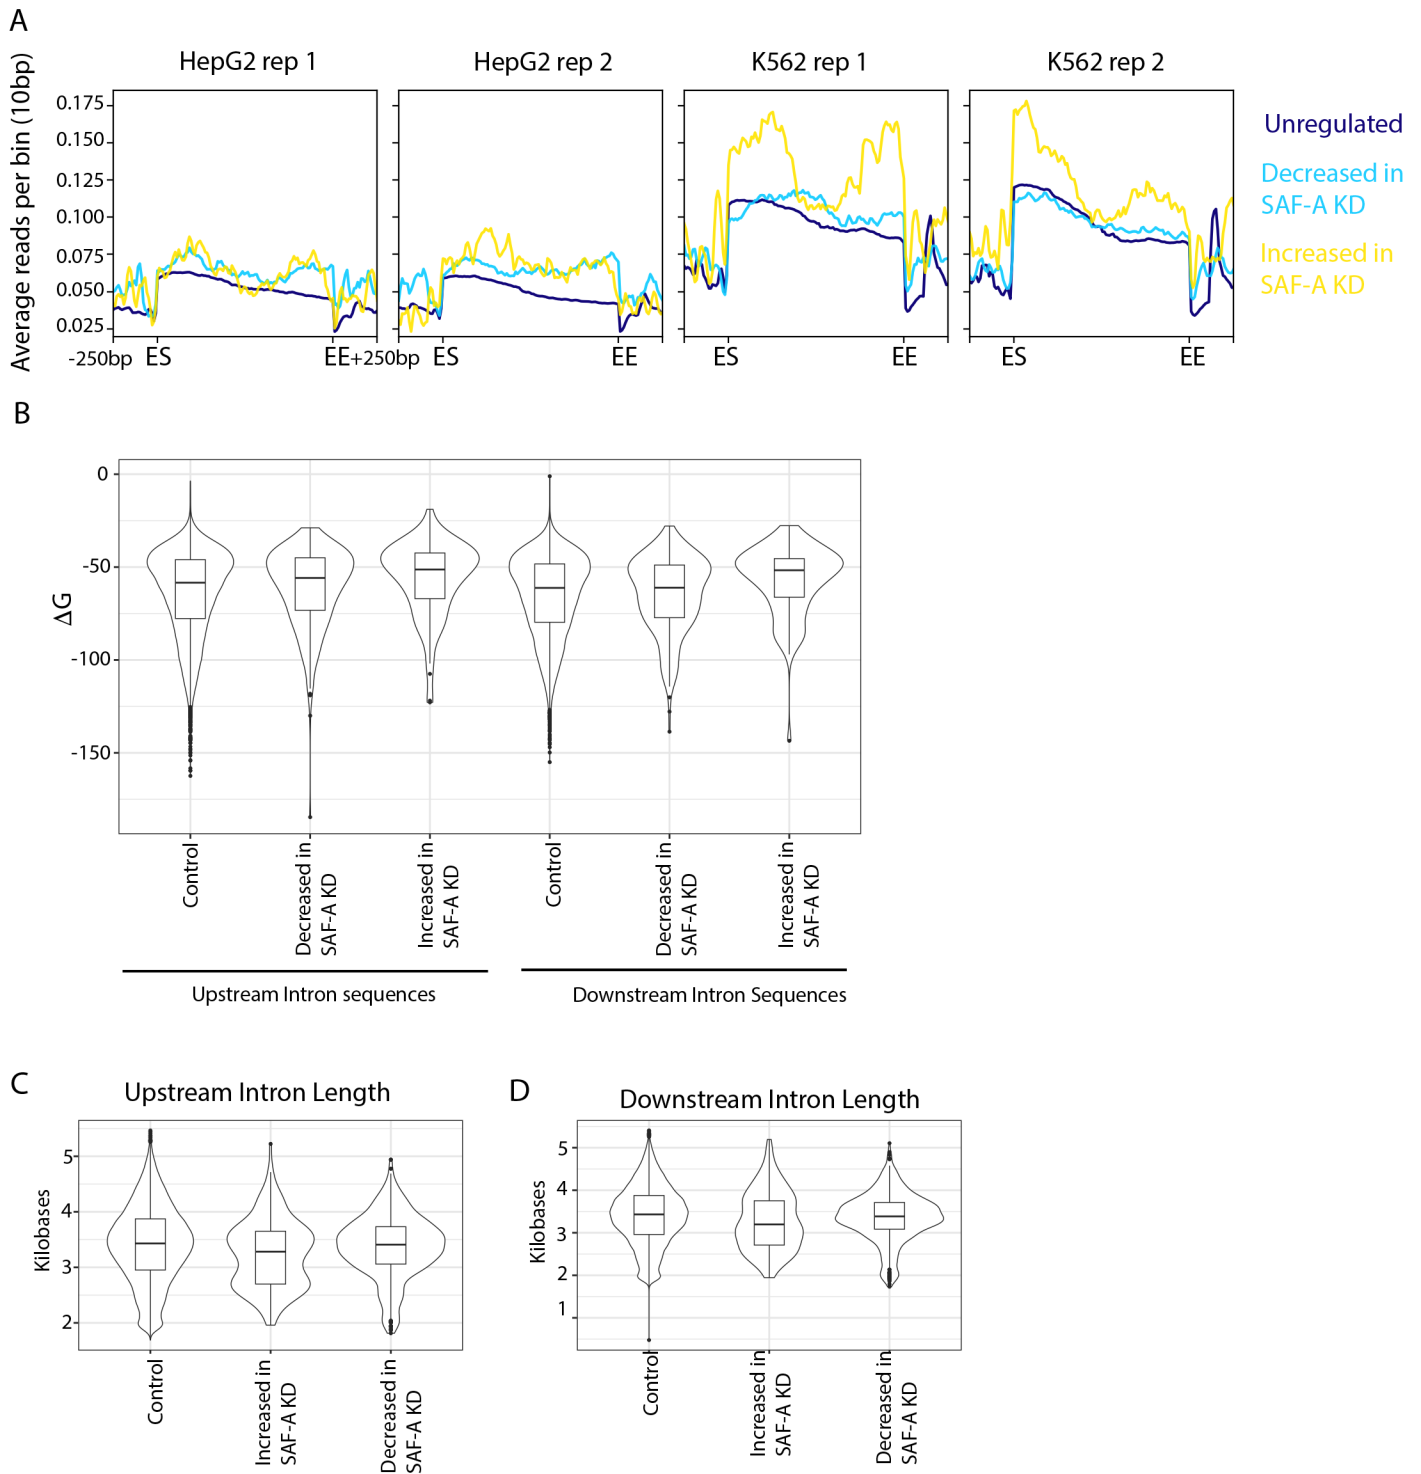 A
HepG2 rep 1
HepG2 rep 2
K562 rep 1
K562 rep 2
Average reads per bin (10bp)
0.175
0.150
0.125
0.100
0.075
0.050
0.025
-250bp
ES
EE
+250bp
ES
EE
ES
EE
ES
EE
Unregulated
Decreased in
SAF-A KD
Increased in
SAF-A KD
B
ΔG
0
-50
-100
-150
Control
Decreased in
SAF-A KD
Increased in
SAF-A KD
Control
Decreased in
SAF-A KD
Increased in
SAF-A KD
Upstream Intron sequences
Downstream Intron Sequences
C
Upstream Intron Length
Kilobases
5
4
3
2
Control
Increased in
SAF-A KD
Decreased in
SAF-A KD
D
Downstream Intron Length
Kilobases
5
4
3
2
1
Control
Increased in
SAF-A KD
Decreased in
SAF-A KD